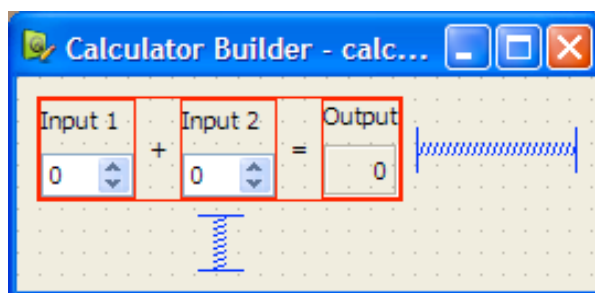 Calculator Builder - calc...
Input 1 Input 2 Output
0 + 0 = 0